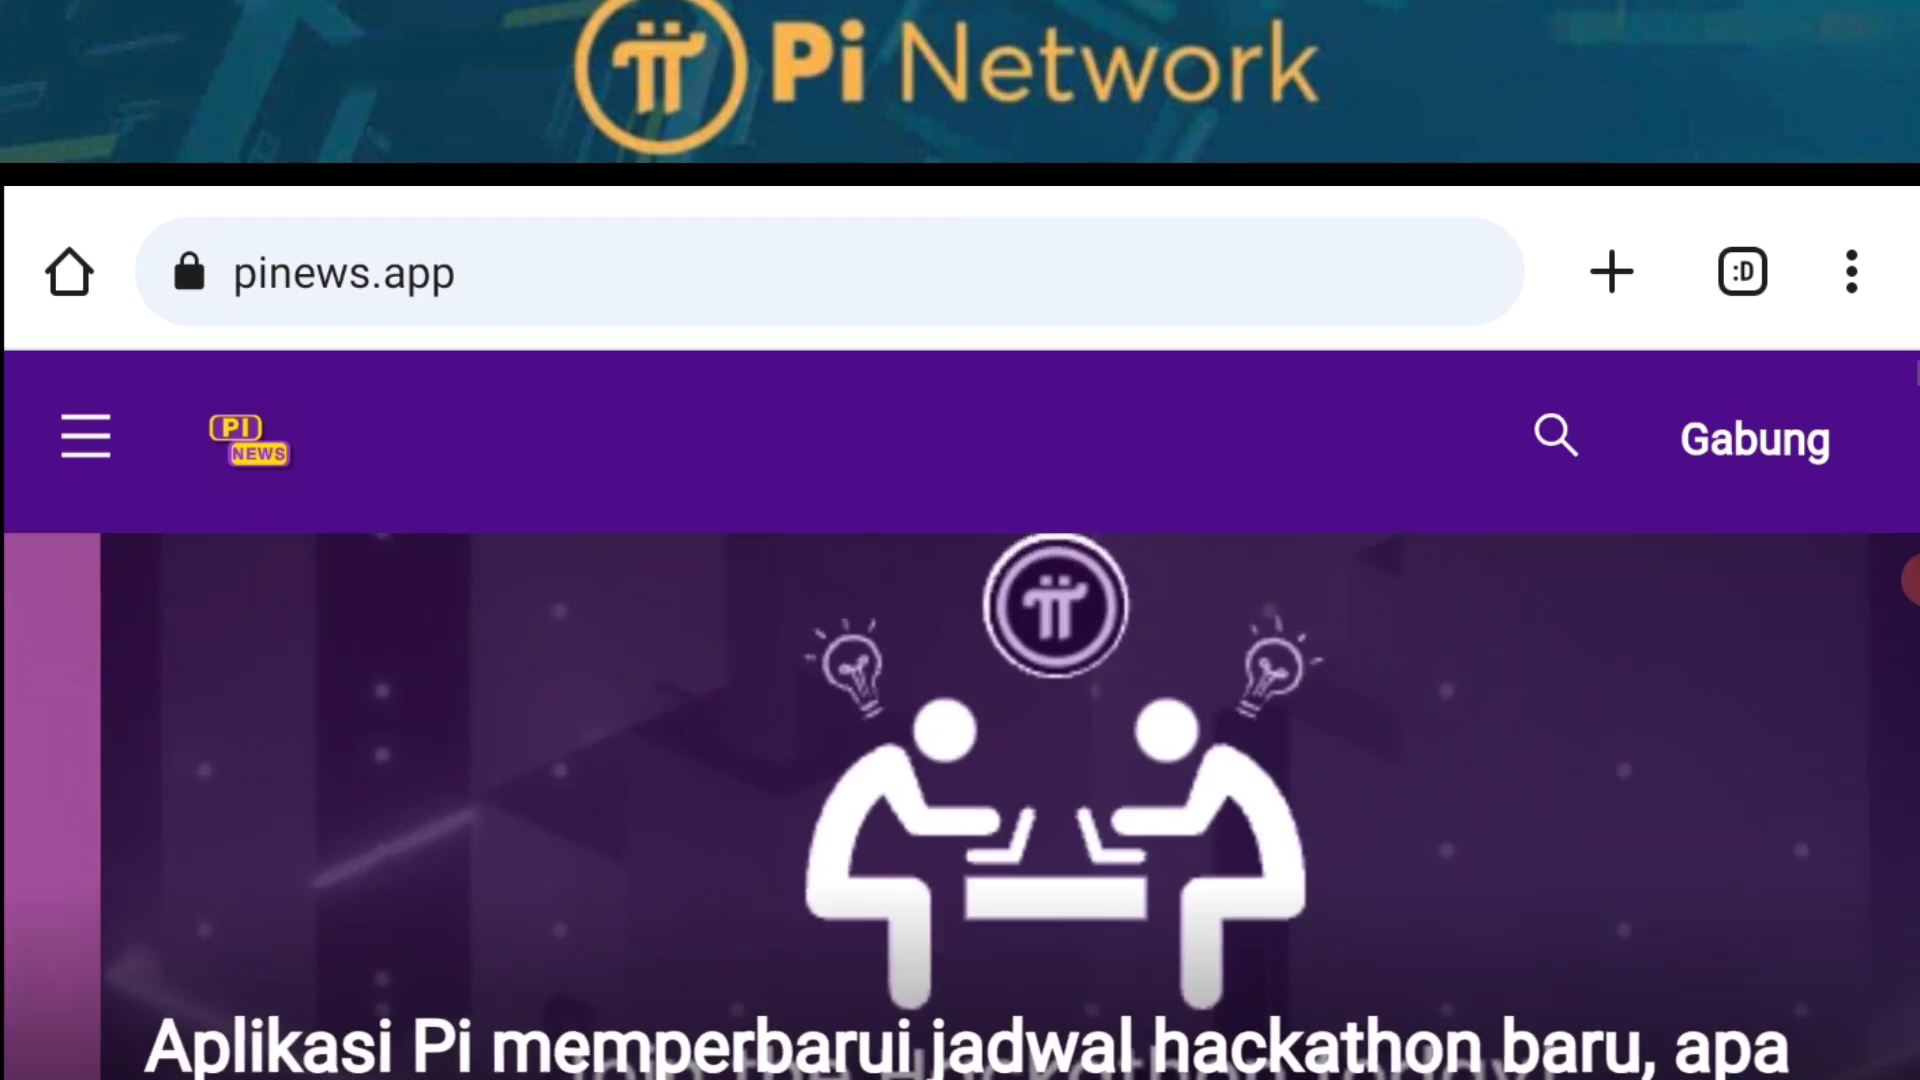 Pi Network
pinews.app
:D
PI
NEWS
Gabung
Aplikasi Pi memperbarui jadwal hackathon baru, apa